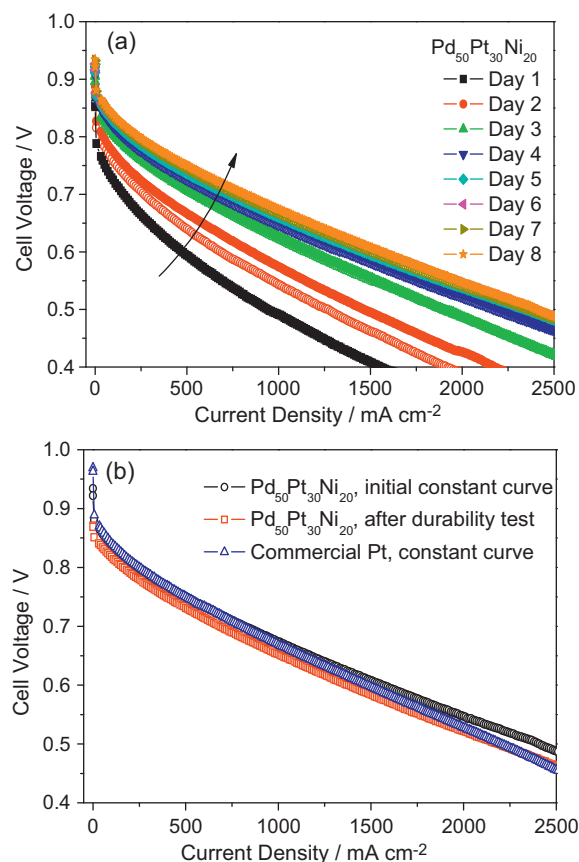 (a)
Pd50Pt30Ni20
Day 1
Day 2
Day 3
Day 4
Day 5
Day 6
Day 7
Day 8
1.0
0.9
0.8
0.7
0.6
0.5
0.4
Cell Voltage / V
0 500 1000 1500 2000 2500
Current Density / mA cm-2
(b)
Pd50Pt30Ni20, initial constant curve
Pd50Pt30Ni20, after durability test
Commercial Pt, constant curve
1.0
0.9
0.8
0.7
0.6
0.5
0.4
Cell Voltage / V
0 500 1000 1500 2000 2500
Current Density / mA cm-2